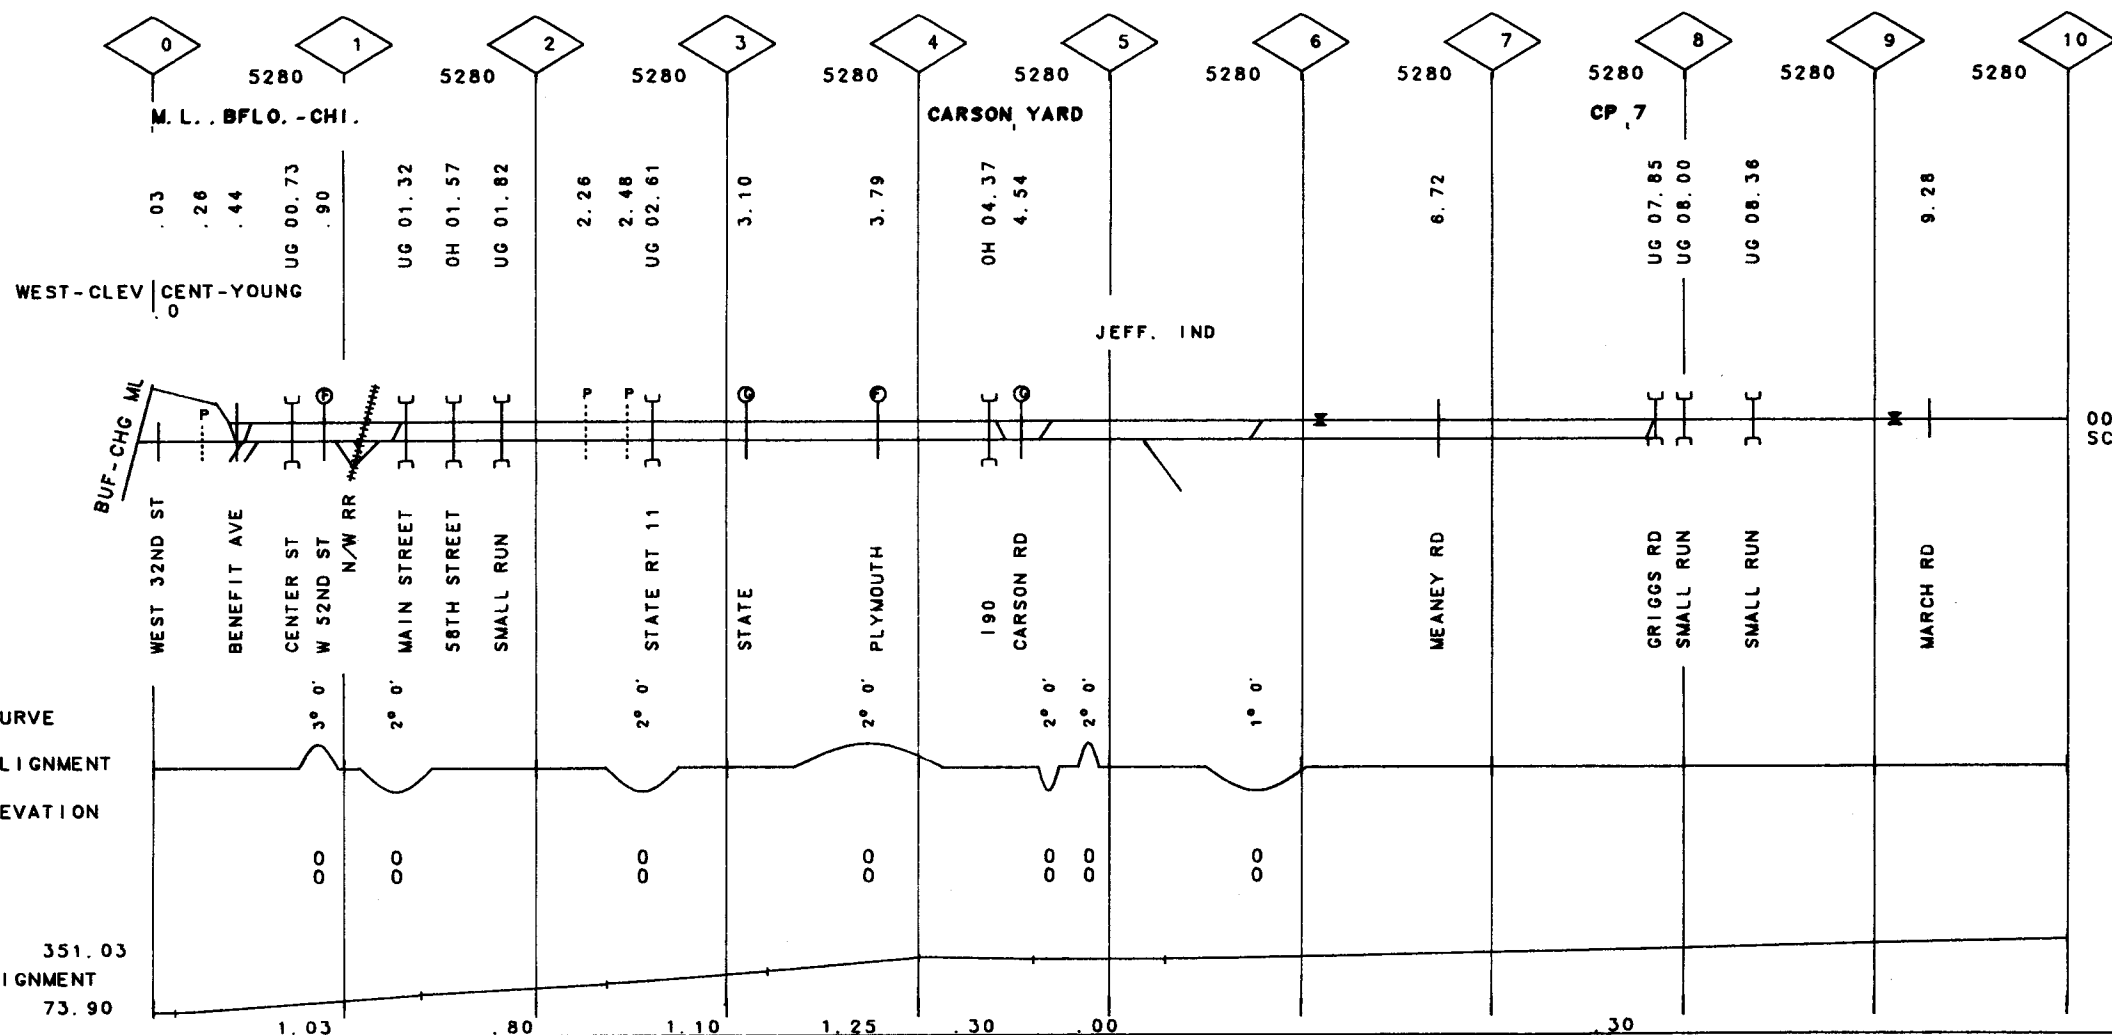 0 1 2 3 4 5 6 7 8 9 10
5280 5280 5280 5280 5280 5280 5280 5280 5280 5280
M. L. . BFLO. - CHI. CARSON YARD CP 7
.03
.26
.44
UG 00.73
.90
UG 01.32
OH 01.57
UG 01.82
2.26
2.48
UG 02.61
3.10
3.79
OH 04.37
4.54
6.72
UG 07.85
UG 08.00
UG 08.36
9.28
WEST-CLEV CENT-YOUNG
.0
JEFF. IND
BUF-CHG ML
P F P P G F G
00
SC
WEST 32ND ST
BENEFIT AVE
CENTER ST
W 52ND ST
N/W RR
MAIN STREET
58TH STREET
SMALL RUN
STATE RT 11
STATE
PLYMOUTH
I90
CARSON RD
MEANEY RD
GRIGGS RD
SMALL RUN
SMALL RUN
MARCH RD
URVE 3° 0' 2° 0' 2° 0' 2° 0' 2° 0' 2° 0' 1° 0'
LIGNMENT
EVATION
0 0 0 0 0 0 0
0 0 0 0 0 0 0
351.03
IGNMENT
73.90
1.03 .80 1.10 1.25 .30 .00 .30